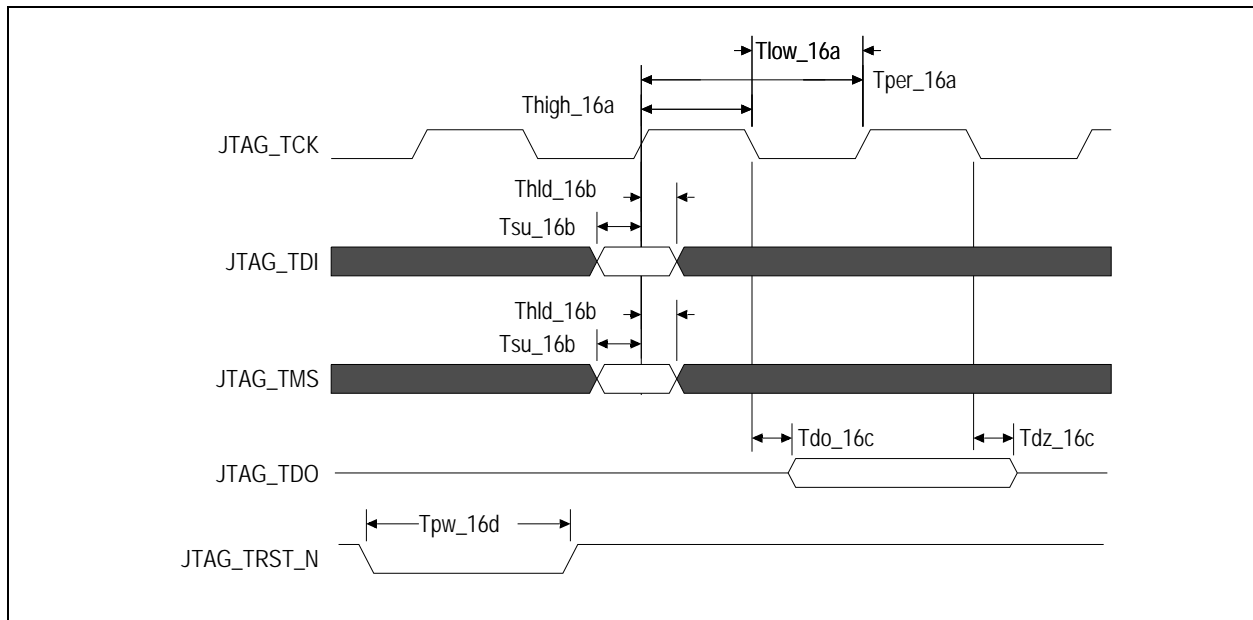 Tlow_16a
Tper_16a
Thigh_16a
JTAG_TCK
Thld_16b
Tsu_16b
JTAG_TDI
Thld_16b
Tsu_16b
JTAG_TMS
Tdo_16c
Tdz_16c
JTAG_TDO
Tpw_16d
JTAG_TRST_N